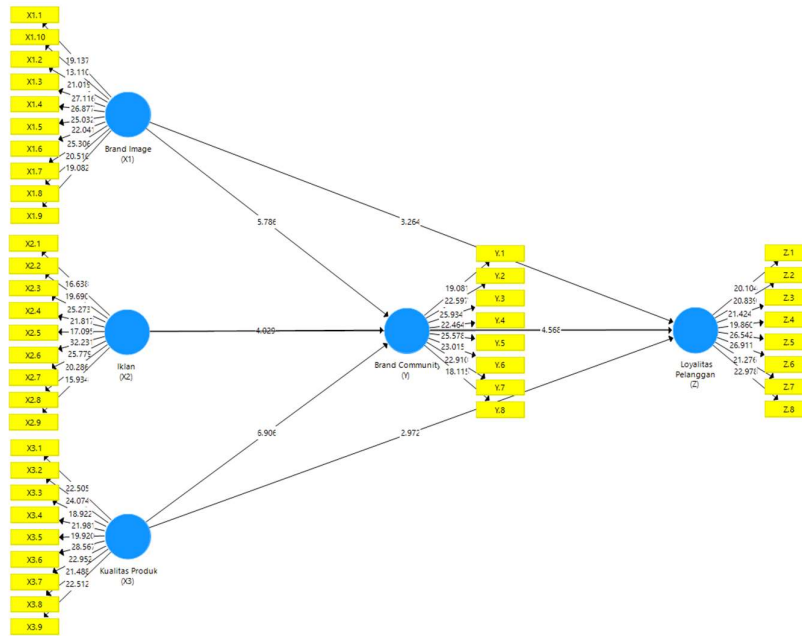 X1.1
X1.10
X1.2
X1.3
X1.4
X1.5
X1.6
X1.7
X1.8
X1.9
19.137
13.110
21.019
27.116
26.877
25.032
22.041
25.306
20.510
19.082
Brand Image
(X1)
5.786
3.264
X2.1
X2.2
X2.3
X2.4
X2.5
X2.6
X2.7
X2.8
X2.9
16.638
19.690
25.273
21.817
17.095
32.231
25.775
20.286
15.934
Iklan
(X2)
4.029
Y.1
Y.2
Y.3
Y.4
Y.5
Y.6
Y.7
Y.8
19.081
22.597
25.934
22.464
25.578
23.015
22.910
18.115
Brand Community
(Y)
4.568
Z.1
Z.2
Z.3
Z.4
Z.5
Z.6
Z.7
Z.8
20.104
20.839
21.424
19.860
26.542
26.911
21.276
22.978
Loyalitas
Pelanggan
(Z)
X3.1
X3.2
X3.3
X3.4
X3.5
X3.6
X3.7
X3.8
X3.9
22.505
24.074
18.922
21.981
19.920
28.567
22.952
21.488
22.512
Kualitas Produk
(X3)
6.906
2.972